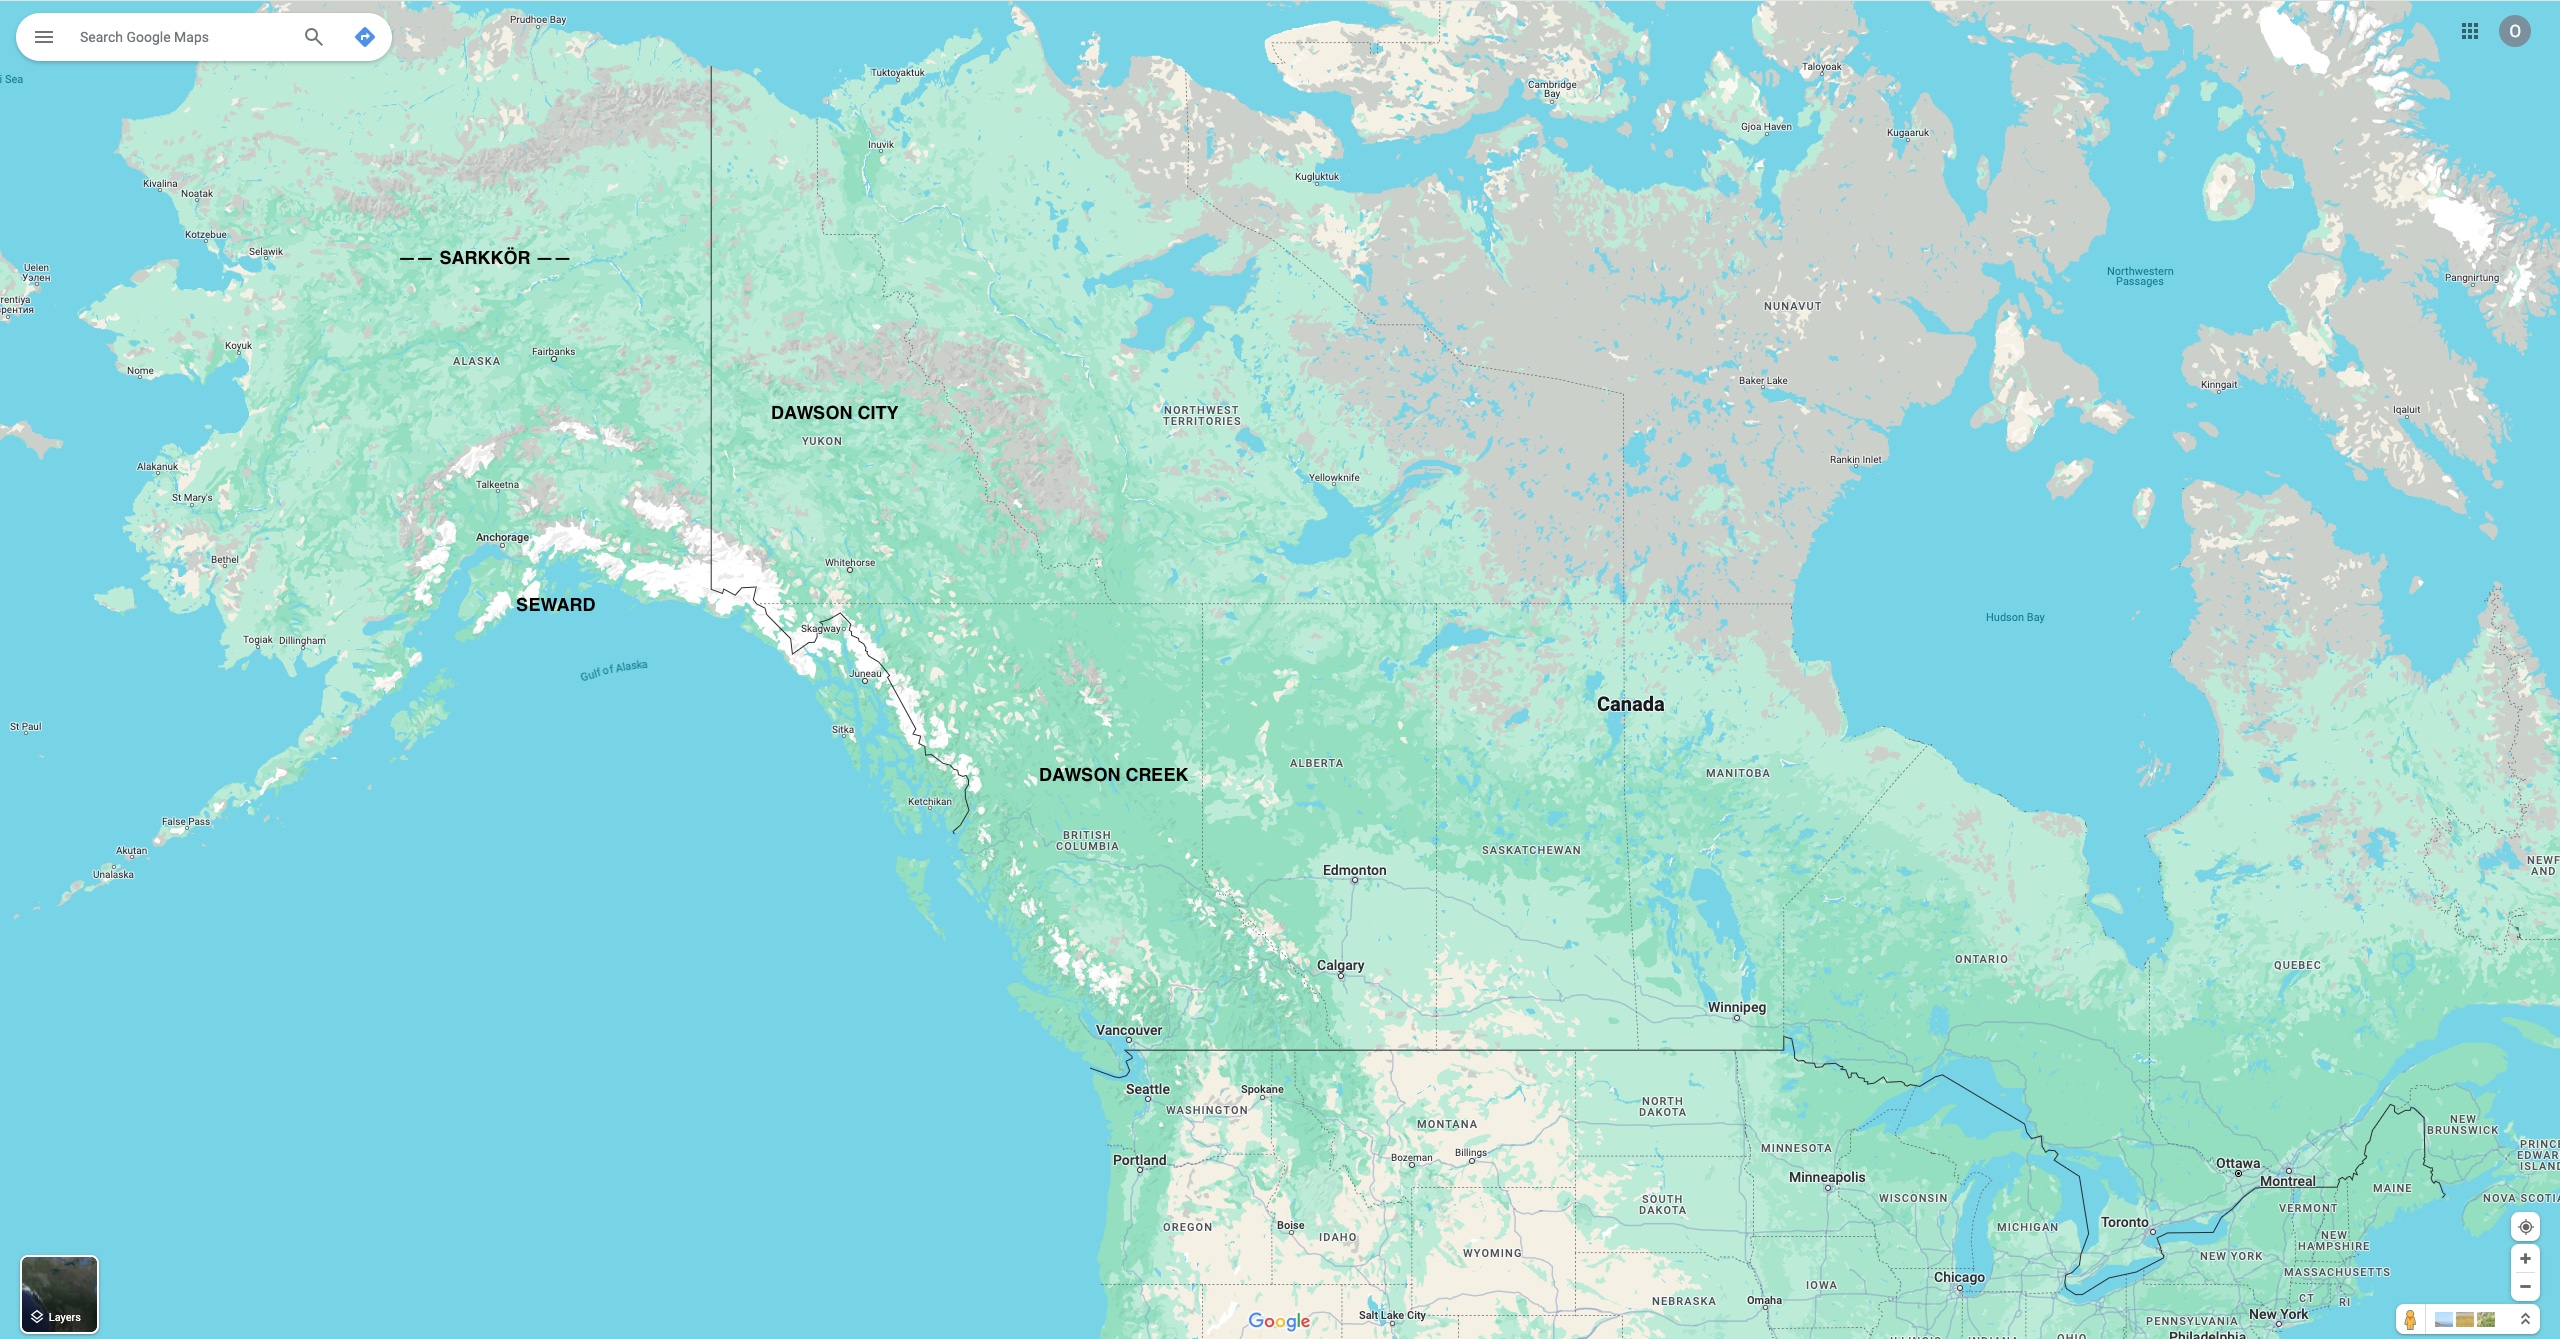 Search Google Maps
O
i Sea
Prudhoe Bay
Tuktoyaktuk
Taloyoak
Cambridge
Bay
Gjoa Haven
Kugaaruk
Inuvik
Kugluktuk
Kivalina
Noatak
Kotzebue
Selawik
—— SARKKÖR ——
Uelen
Уэлен
rentiya
врентия
Northwestern
Passages
Pangnirtung
NUNAVUT
Koyuk
Fairbanks
ALASKA
Nome
Baker Lake
Kinngait
Iqaluit
DAWSON CITY
YUKON
NORTHWEST
TERRITORIES
Alakanuk
St Mary's
Talkeetna
Yellowknife
Rankin Inlet
Anchorage
Bethel
Whitehorse
SEWARD
Skagway
Hudson Bay
Togiak
Dillingham
Gulf of Alaska
Juneau
Canada
St Paul
Sitka
DAWSON CREEK
ALBERTA
MANITOBA
Ketchikan
False Pass
BRITISH
COLUMBIA
SASKATCHEWAN
Akutan
Unalaska
Edmonton
NEWF
AND
Calgary
ONTARIO
QUEBEC
Winnipeg
Vancouver
Seattle
Spokane
WASHINGTON
NORTH
DAKOTA
MONTANA
NEW
BRUNSWICK
MINNESOTA
PRINCE
EDWAR
ISLAND
Portland
Bozeman
Billings
Ottawa
Montreal
Minneapolis
MAINE
WISCONSIN
SOUTH
DAKOTA
NOVA SCOTIA
VERMONT
OREGON
Boise
IDAHO
MICHIGAN
Toronto
WYOMING
NEW YORK
NEW
HAMPSHIRE
MASSACHUSETTS
Chicago
IOWA
NEBRASKA
Omaha
CT
RI
Layers
Google
Salt Lake City
New York
PENNSYLVANIA
ILLINOIS
INDIANA
OHIO
Philadelphia